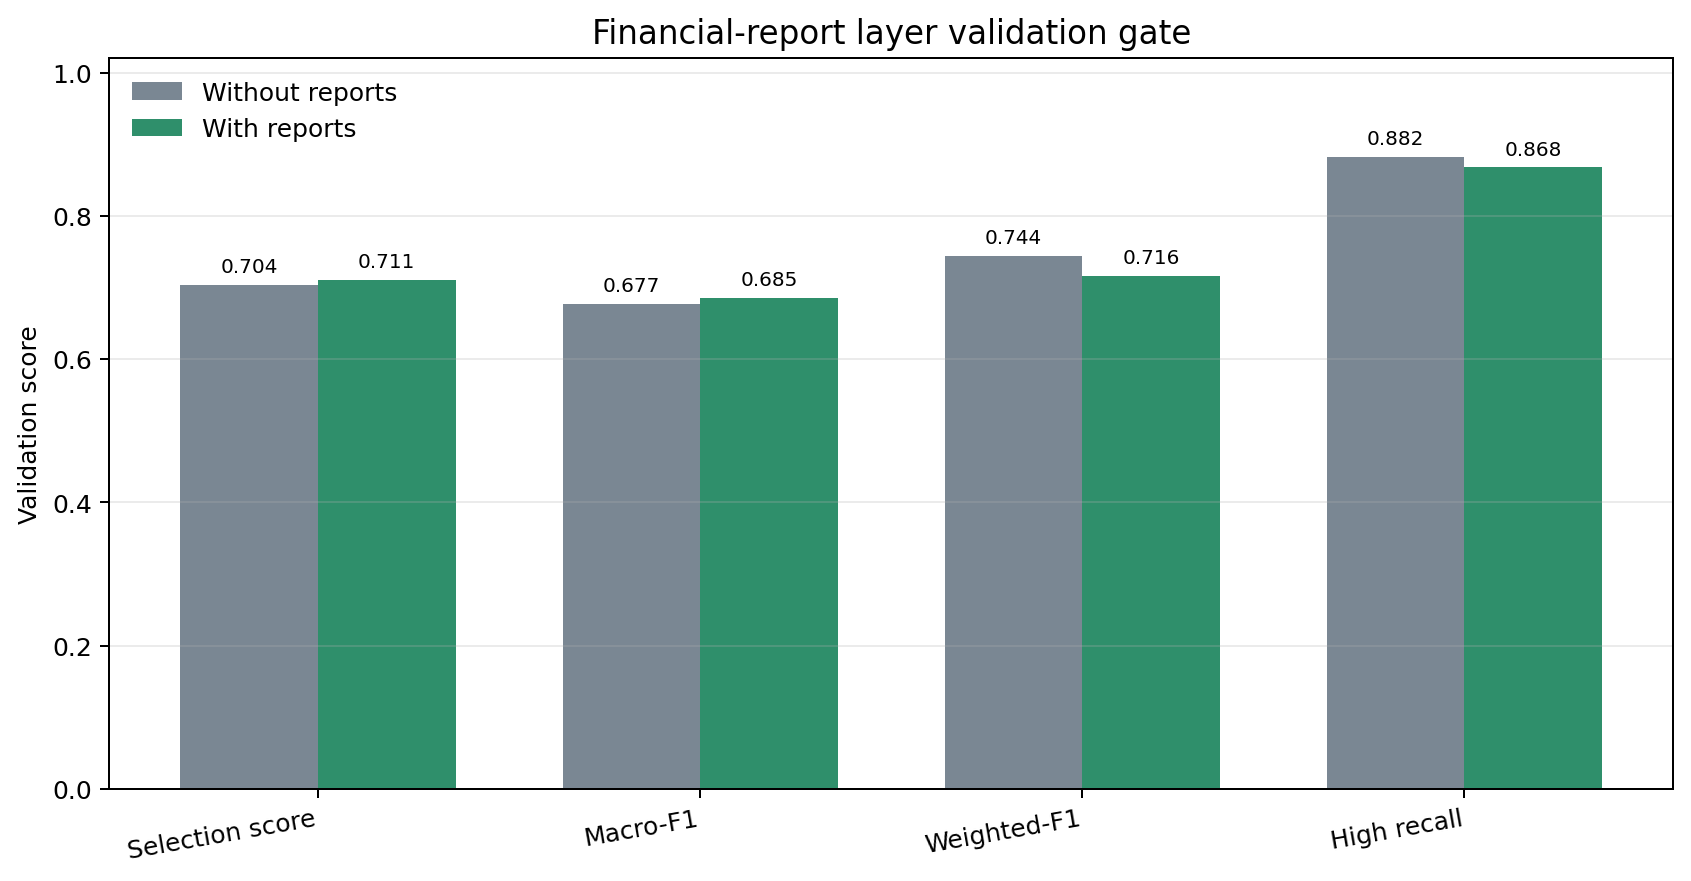 Financial-report layer validation gate
Without reports
With reports
Validation score
1.0
0.8
0.6
0.4
0.2
0.0
0.704
0.711
0.677
0.685
0.744
0.716
0.882
0.868
Selection score
Macro-F1
Weighted-F1
High recall